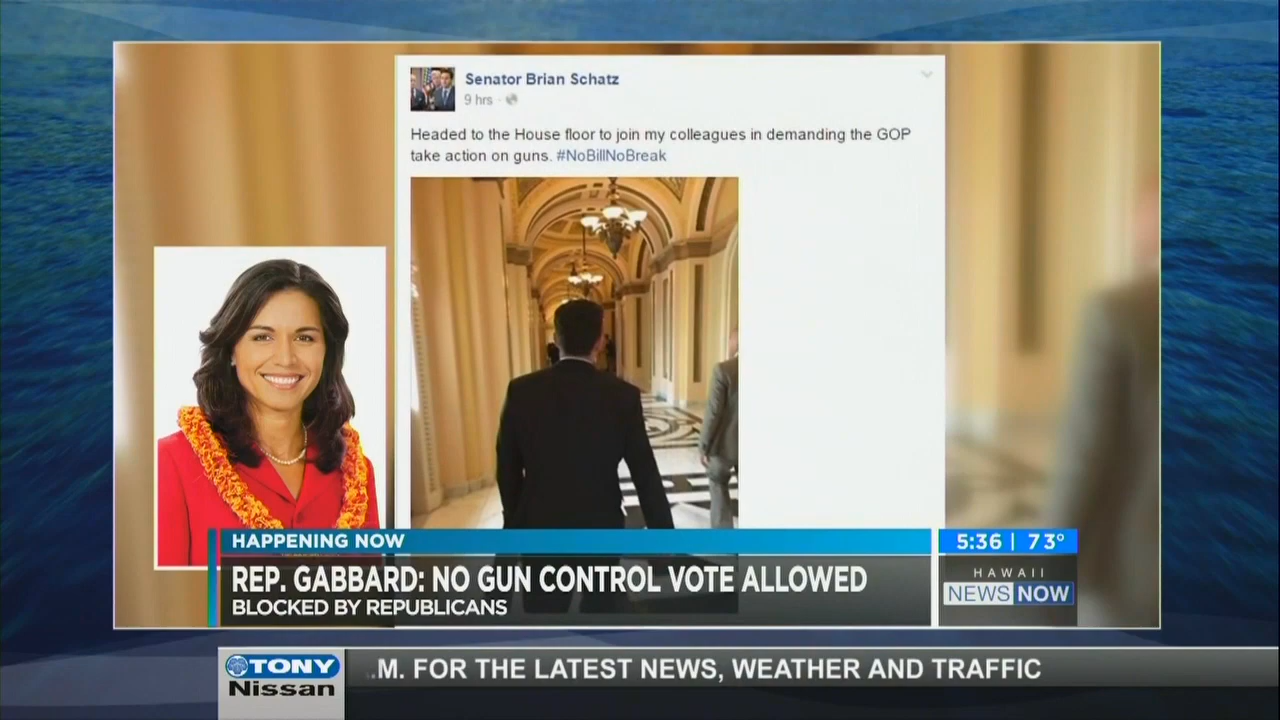 Senator Brian Schatz
9 hrs
Headed to the House floor to join my colleagues in demanding the GOP
take action on guns. #NoBillNoBreak
HAPPENING NOW
REP. GABBARD: NO GUN CONTROL VOTE ALLOWED
BLOCKED BY REPUBLICANS
5:36 | 73°
HAWAII
NEWS NOW
TONY
Nissan
..M. FOR THE LATEST NEWS, WEATHER AND TRAFFIC